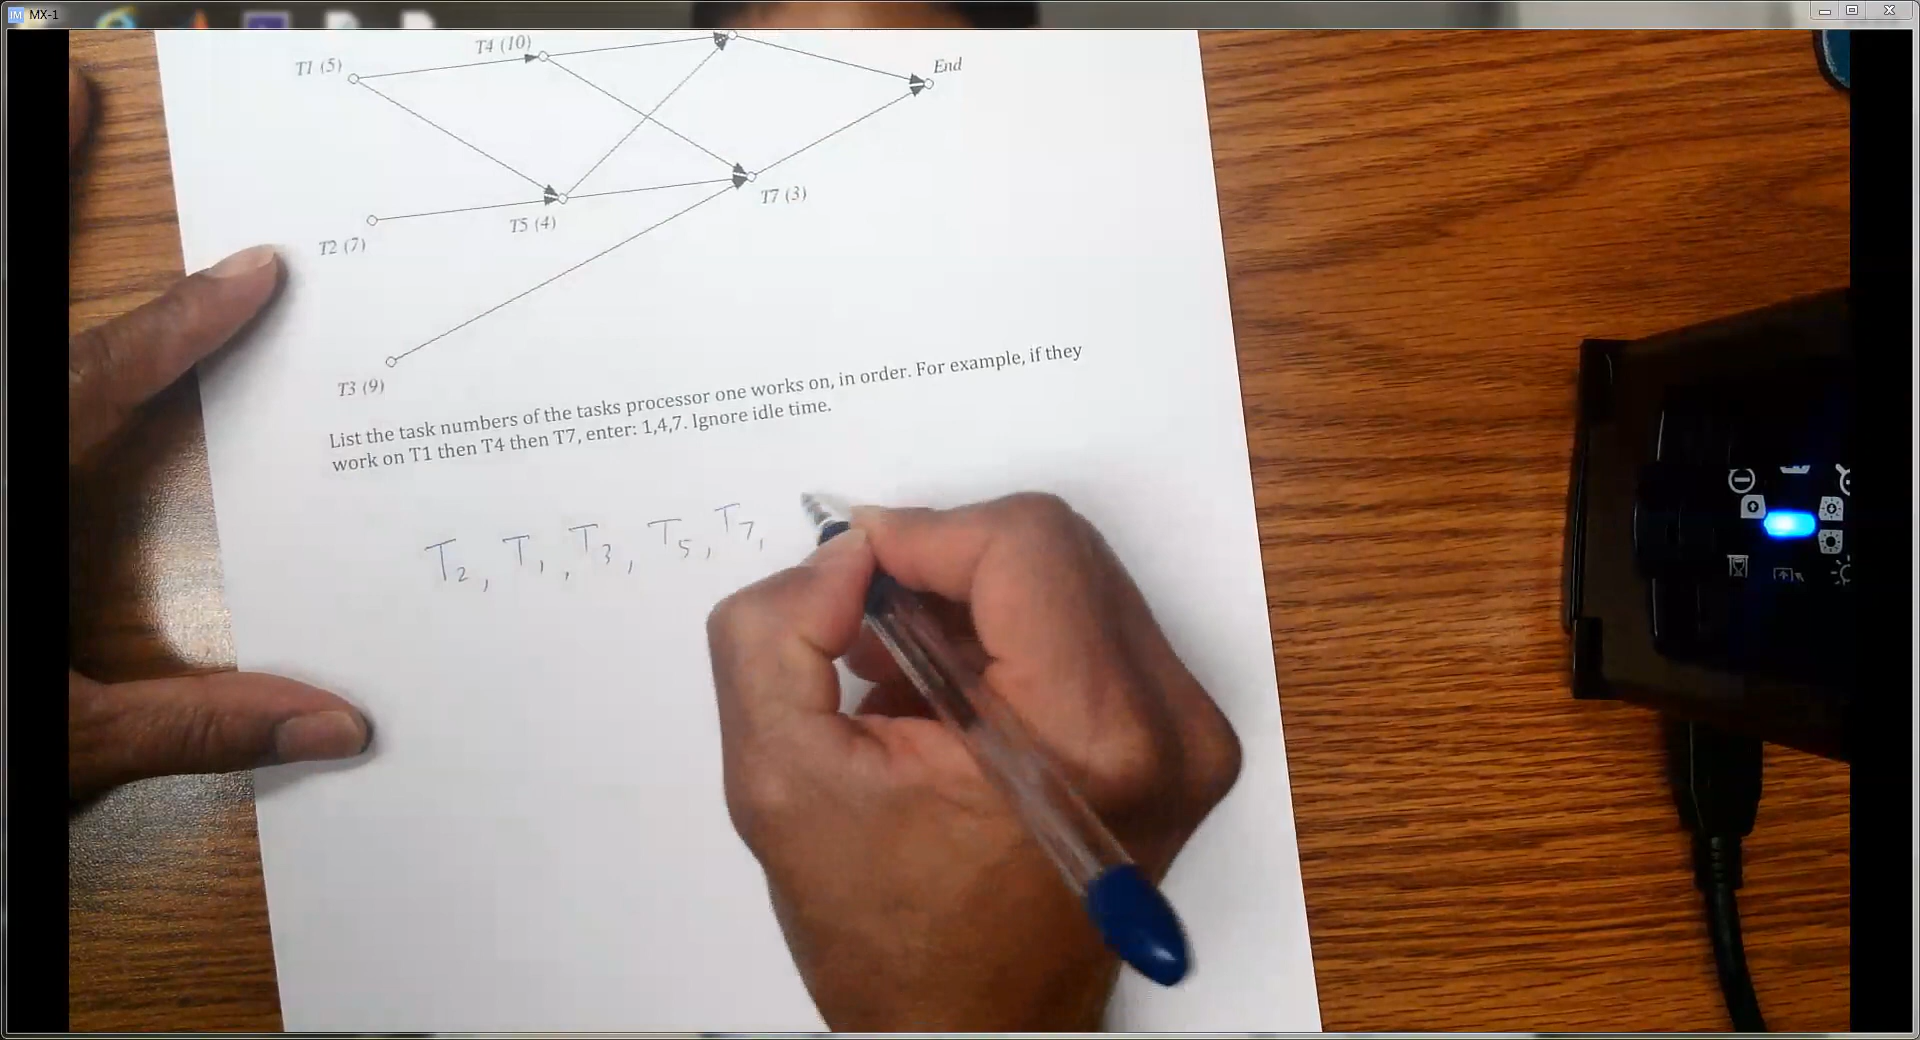 MX-1
T4 (10)
T1 (5)
End
T7 (3)
T5 (4)
T2 (7)
T3 (9)
List the task numbers of the tasks processor one works on, in order. For example, if they
work on T1 then T4 then T7, enter: 1,4,7. Ignore idle time.
T2, T1, T3, T5, T7,